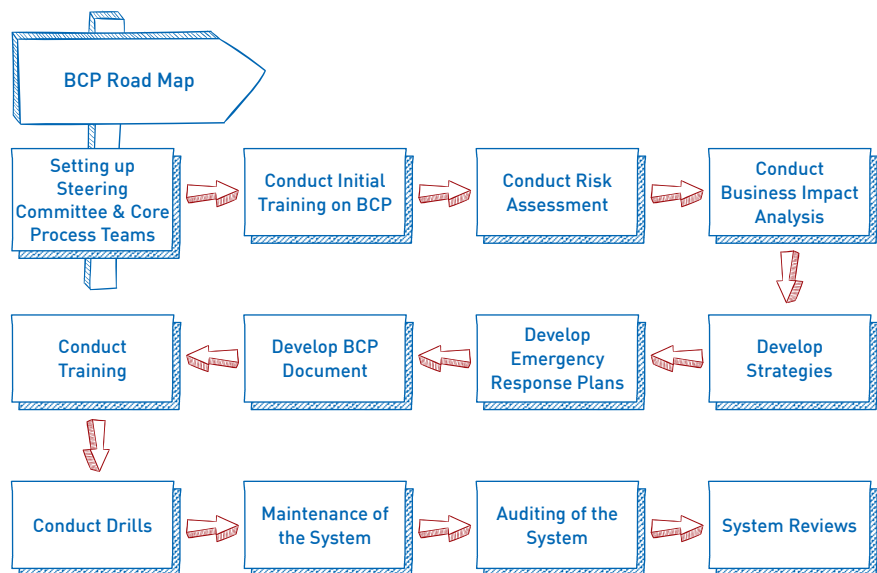 BCP Road Map
Setting up
Steering
Committee & Core
Process Teams
Conduct Initial
Training on BCP
Conduct Risk
Assessment
Conduct
Business Impact
Analysis
Develop
Strategies
Develop
Emergency
Response Plans
Develop BCP
Document
Conduct
Training
Conduct Drills
Maintenance of
the System
Auditing of the
System
System Reviews